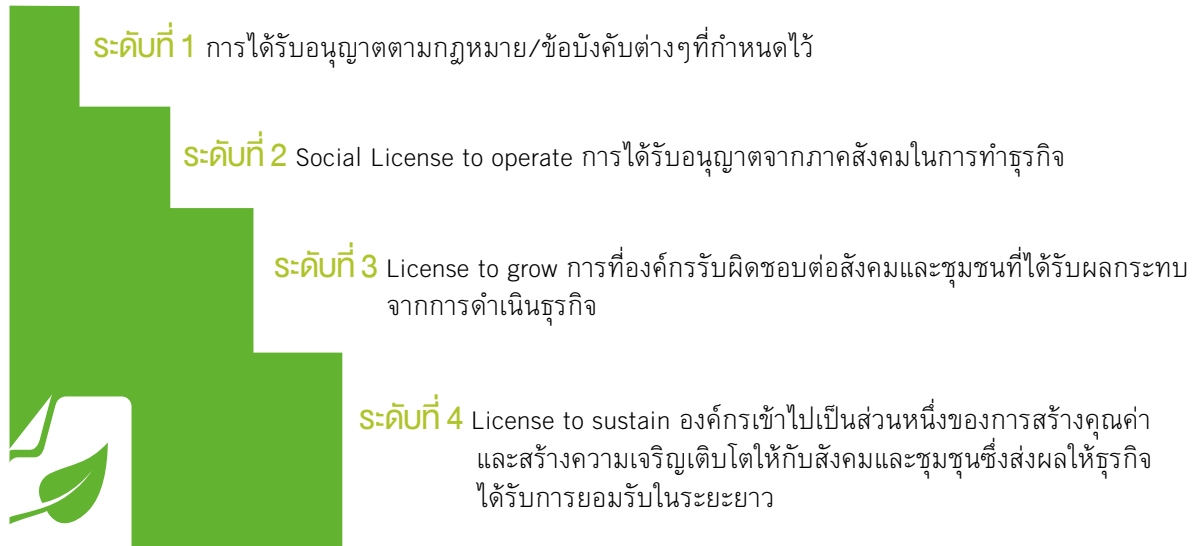 ระดับที่ 1 การได้รับอนุญาตตามกฎหมาย/ข้อบังคับต่างๆที่กำหนดไว้
ระดับที่ 2 Social License to operate การได้รับอนุญาตจากภาคสังคมในการทำธุรกิจ
ระดับที่ 3 License to grow การที่องค์กรรับผิดชอบต่อสังคมและชุมชนที่ได้รับผลกระทบ
จากการดำเนินธุรกิจ
ระดับที่ 4 License to sustain องค์กรเข้าไปเป็นส่วนหนึ่งของการสร้างคุณค่า
และสร้างความเจริญเติบโตให้กับสังคมและชุมชุนซึ่งส่งผลให้ธุรกิจ
ได้รับการยอมรับในระยะยาว